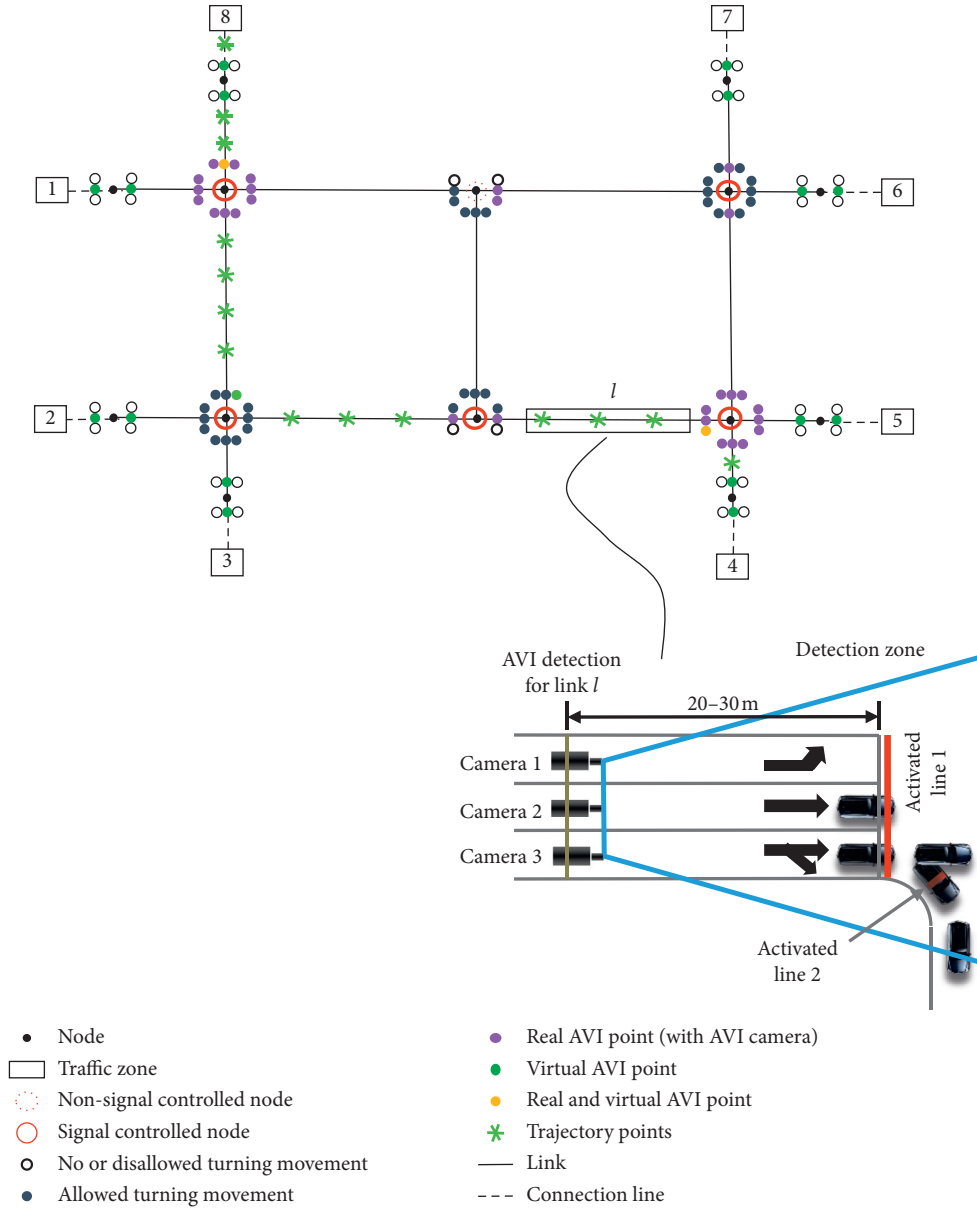 8
7
1
6
l
2
5
3
4
AVI detection
for link l
Detection zone
20–30 m
Camera 1
Camera 2
Camera 3
Activated
line 1
Activated
line 2
Node
Traffic zone
Non-signal controlled node
Signal controlled node
No or disallowed turning movement
Allowed turning movement
Real AVI point (with AVI camera)
Virtual AVI point
Real and virtual AVI point
Trajectory points
Link
Connection line